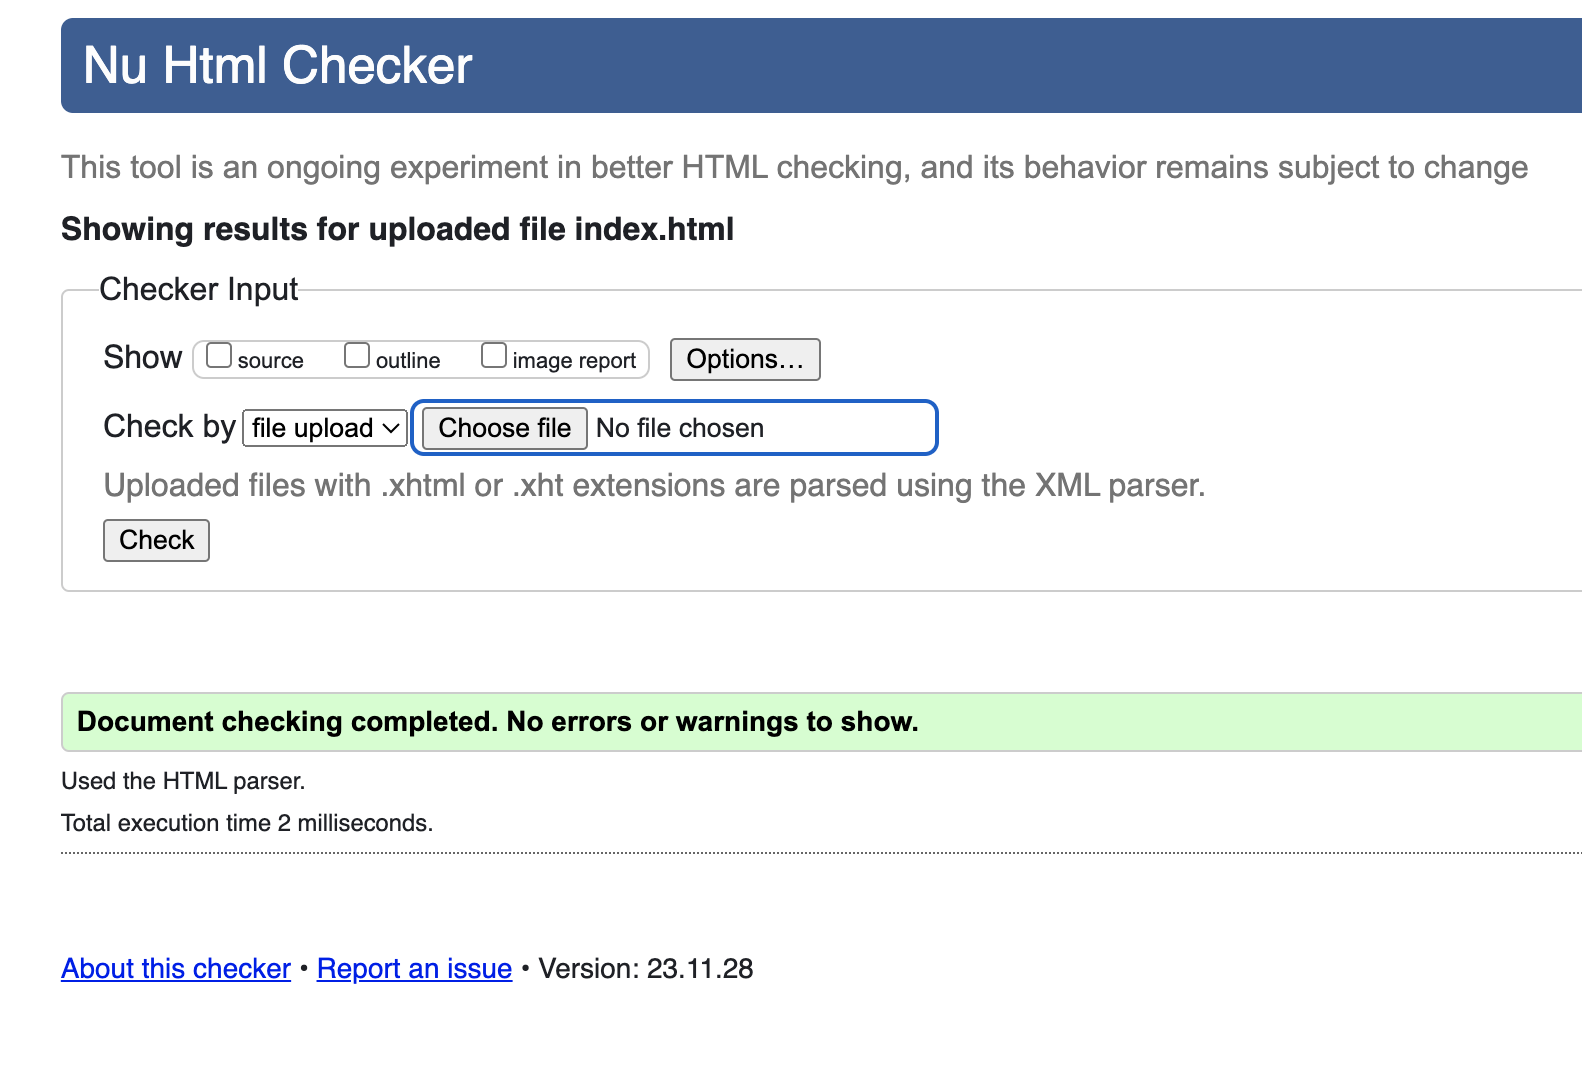 Nu Html Checker
This tool is an ongoing experiment in better HTML checking, and its behavior remains subject to change
Showing results for uploaded file index.html
Checker Input
Show source outline image report Options...
Check by file upload Choose file No file chosen
Uploaded files with .xhtml or .xht extensions are parsed using the XML parser.
Check
Document checking completed. No errors or warnings to show.
Used the HTML parser.
Total execution time 2 milliseconds.
About this checker • Report an issue • Version: 23.11.28